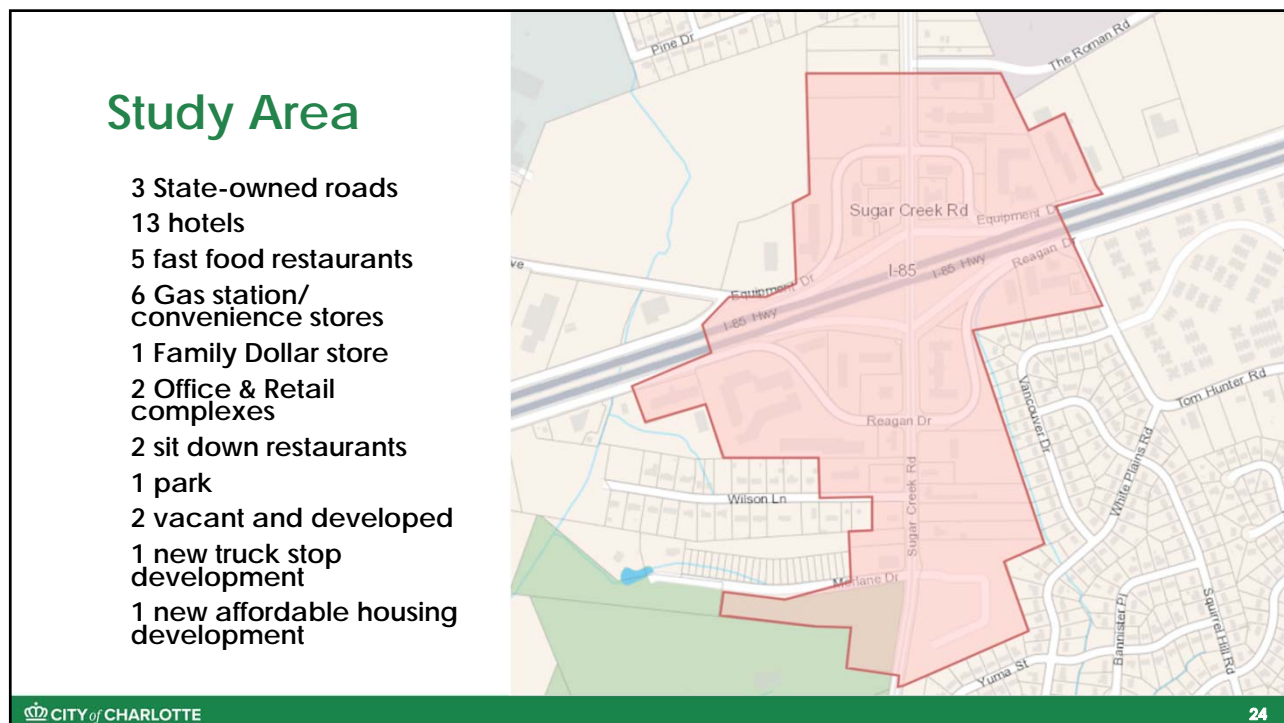 Study Area
3 State-owned roads
13 hotels
5 fast food restaurants
6 Gas station/
convenience stores
1 Family Dollar store
2 Office & Retail
complexes
2 sit down restaurants
1 park
2 vacant and developed
1 new truck stop
development
1 new affordable housing
development
Pine Dr
The Roman Rd
Sugar Creek Rd
Equipment Dr
I-85
I-85 Hwy
Reagan Dr
ve
Equipment Dr
I-85 Hwy
Reagan Dr
Vancouver Dr
Tom Hunter Rd
White Plains Rd
Wilson Ln
Sugar Creek Rd
Merlane Dr
Yuma St
Bannister Pl
Squirrel Hill Rd
CITY of CHARLOTTE
24